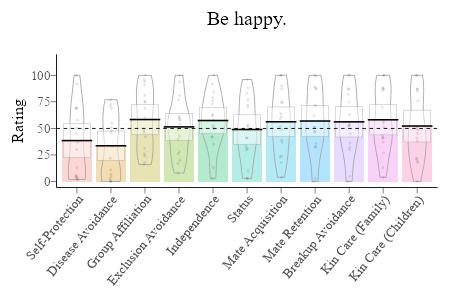 Be happy.
Rating
100
75
50
25
0
Self-Protection
Disease Avoidance
Group Affiliation
Exclusion Avoidance
Independence
Status
Mate Acquisition
Mate Retention
Breakup Avoidance
Kin Care (Family)
Kin Care (Children)